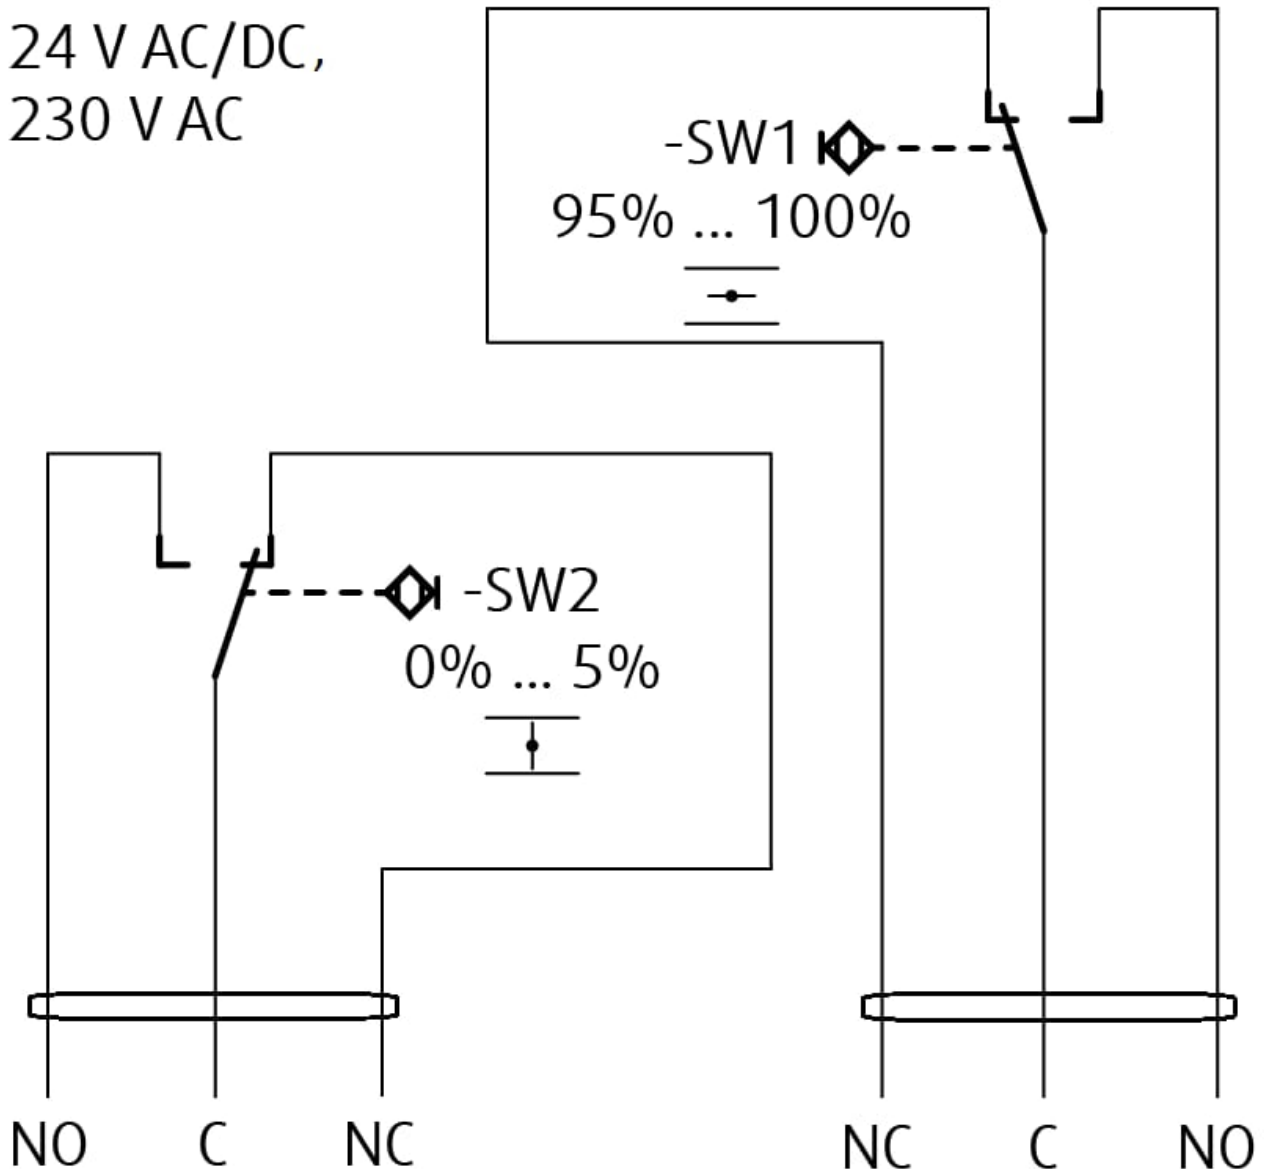 24 V AC/DC,
230 V AC
-SW1
95% ... 100%
-SW2
0% ... 5%
NO C NC NC C NO